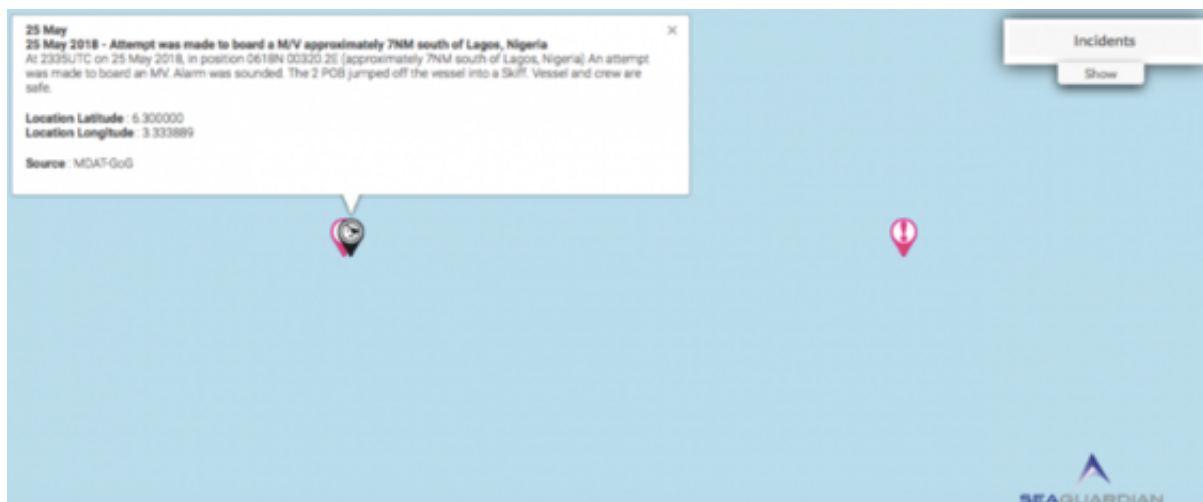 25 May
25 May 2018 - Attempt was made to board a M/V approximately 7NM south of Lagos, Nigeria
At 2335UTC on 25 May 2018, in position 0618N 00320.2E (approximately 7NM south of Lagos, Nigeria) An attempt
was made to board an MV. Alarm was sounded. The 2 POB jumped off the vessel into a Skiff. Vessel and crew are
safe.
Location Latitude : 6.300000
Location Longitude : 3.333889
Source : MDAT-GoG
Incidents
Show
SEAGUARDIAN